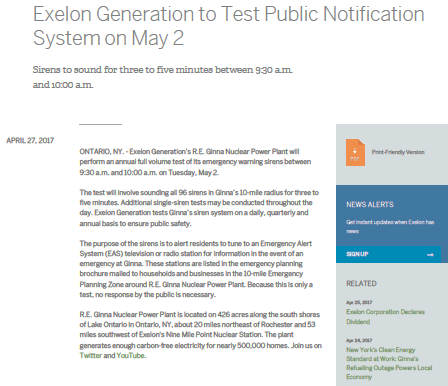 Exelon Generation to Test Public Notification
System on May 2
Sirens to sound for three to five minutes between 9:30 a.m.
and 10:00 a.m.
APRIL 27, 2017
ONTARIO, NY. - Exelon Generation's R.E. Ginna Nuclear Power Plant will
perform an annual full volume test of its emergency warning sirens between
9:30 a.m. and 10:00 a.m. on Tuesday, May 2.
The test will involve sounding all 96 sirens in Ginna's 10-mile radius for three to
five minutes. Additional single-siren tests may be conducted throughout the
day. Exelon Generation tests Ginna's siren system on a daily, quarterly and
annual basis to ensure public safety.
The purpose of the sirens is to alert residents to tune to an Emergency Alert
System (EAS) television or radio station for information in the event of an
emergency at Ginna. These stations are listed in the emergency planning
brochure mailed to households and businesses in the 10-mile Emergency
Planning Zone around R.E. Ginna Nuclear Power Plant. Because this is only a
test, no response by the public is necessary.
R.E. Ginna Nuclear Power Plant is located on 426 acres along the south shores
of Lake Ontario in Ontario, NY, about 20 miles northeast of Rochester and 53
miles southwest of Exelon's Nine Mile Point Nuclear Station. The plant
generates enough carbon-free electricity for nearly 500,000 homes. Join us on
Twitter and YouTube.
PDF
Print-Friendly Version
NEWS ALERTS
Get instant updates when Exelon has
news
SIGN UP
RELATED
Apr 25, 2017
Exelon Corporation Declares
Dividend
Apr 24, 2017
New York's Clean Energy
Standard at Work: Ginna's
Refueling Outage Powers Local
Economy